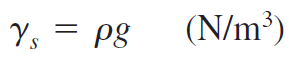 γₛ = ρg (N/m³)